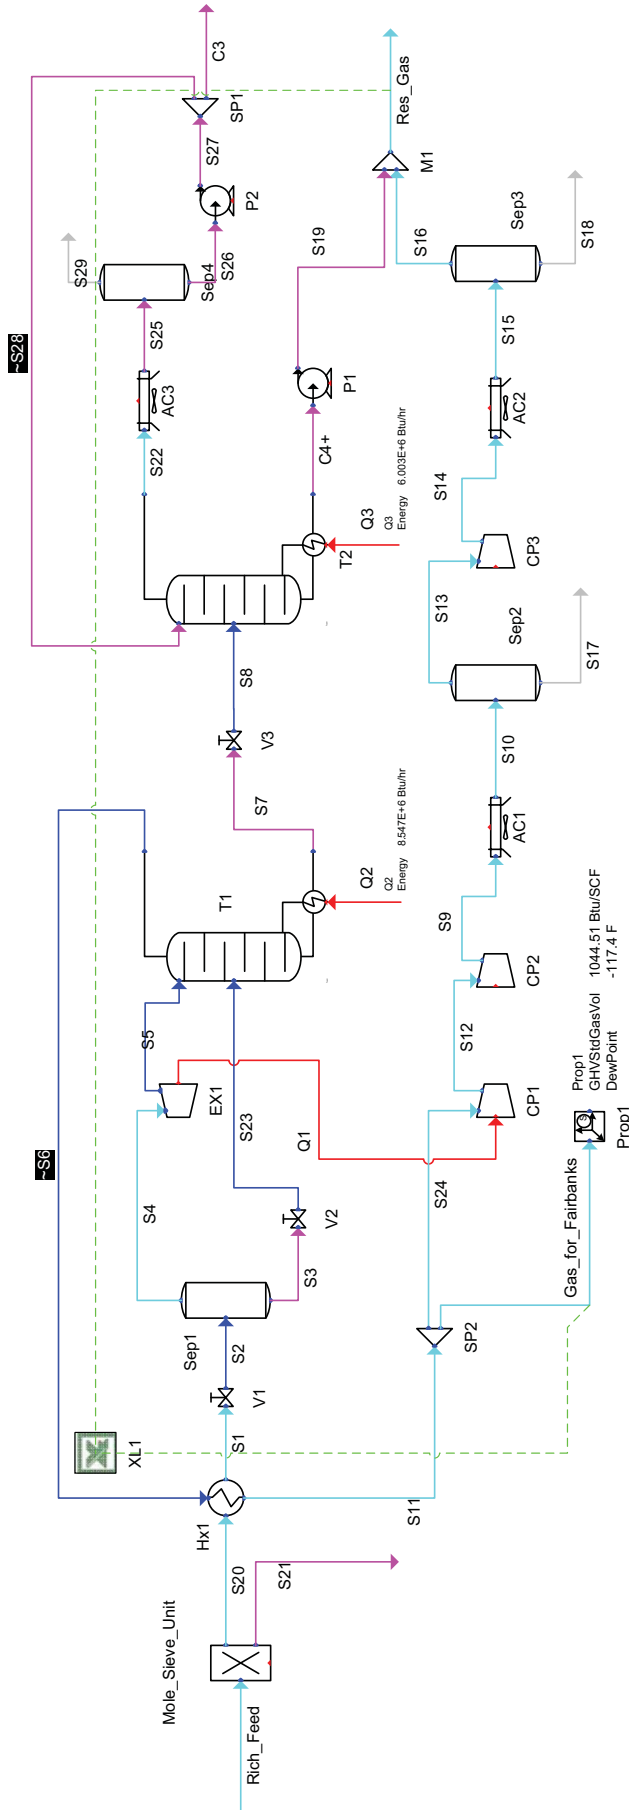 Rich_Feed
Mole_Sieve_Unit
S20
S21
Hx1
S1
V1
S2
Sep1
S3
V2
S4
EX1
S5
S23
Q1
~S6
XL1
S11
SP2
S24
Gas_for_Fairbanks
Prop1
GHVStdGasVol 1044.51 Btu/SCF
DewPoint -117.4 F
Prop1
CP1
S12
CP2
S9
AC1
S10
Sep2
S17
S13
CP3
S14
AC2
S15
Sep3
S18
S16
M1
Res_Gas
T1
Q2
Q2
Energy 8.547E+6 Btu/hr
S7
V3
S8
T2
Q3
Q3
Energy 6.003E+6 Btu/hr
C4+
P1
S19
S22
AC3
S25
Sep4
S29
S26
P2
S27
SP1
C3
~S28